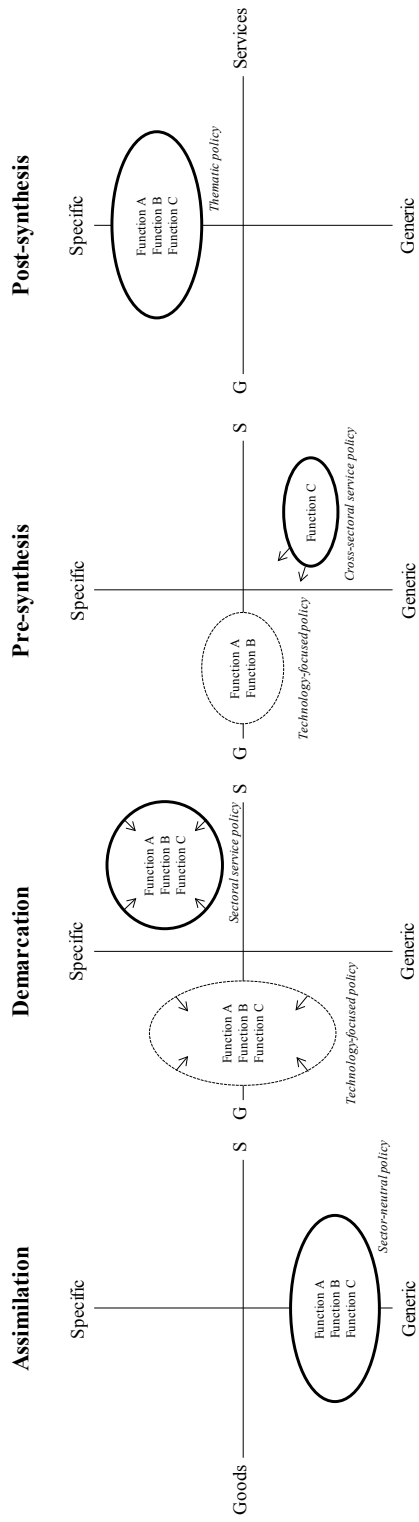 Assimilation
Specific
Goods
S
Function A
Function B
Function C
Sector-neutral policy
Generic
Demarcation
Specific
G
S
Function A
Function B
Function C
Technology-focused policy
Function A
Function B
Function C
Sectoral service policy
Generic
Pre-synthesis
Specific
G
S
Function A
Function B
Technology-focused policy
Function C
Cross-sectoral service policy
Generic
Post-synthesis
Specific
G
Services
Function A
Function B
Function C
Thematic policy
Generic